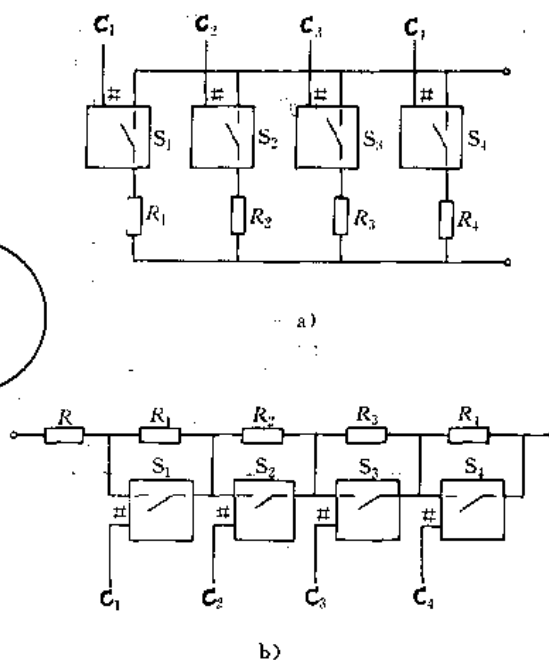 C₁ C₂ C₃ C₁
# # # #
S₁ S₂ S₃ S₄
R₁ R₂ R₃ R₄
a)
R R₁ R₂ R₃ R₁
S₁ S₂ S₃ S₄
# # # #
C₁ C₂ C₃ C₄
b)